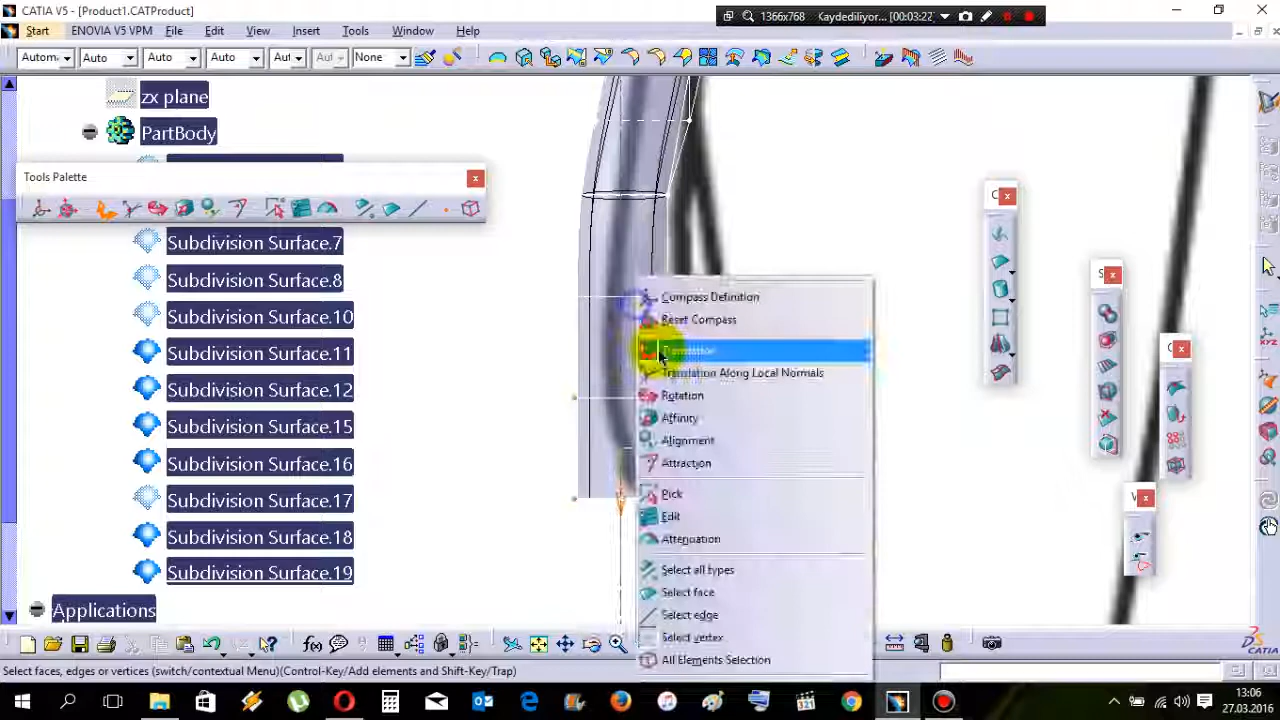 CATIA V5 - [Product1.CATProduct]
1366x768 Kaydediliyor... [00:03:22]
Start ENOVIA V5 VPM File Edit View Insert Tools Window Help
Autom Auto Auto Auto Aut Aut None
zx plane
PartBody
Tools Palette
Subdivision Surface.7
Subdivision Surface.8
Subdivision Surface.10
Subdivision Surface.11
Subdivision Surface.12
Subdivision Surface.15
Subdivision Surface.16
Subdivision Surface.17
Subdivision Surface.18
Subdivision Surface.19
Applications
Compass Definition
Reset Compass
Translation
Translation Along Local Normals
Rotation
Affinity
Alignment
Attraction
Pick
Edit
Attenuation
Select all types
Select face
Select edge
Select vertex
All Elements Selection
C
S
C
V
f(x)
CATIA
Select faces, edges or vertices (switch/contextual Menu)(Control-Key/Add elements and Shift-Key/Trap)
321
13:06
27.03.2016